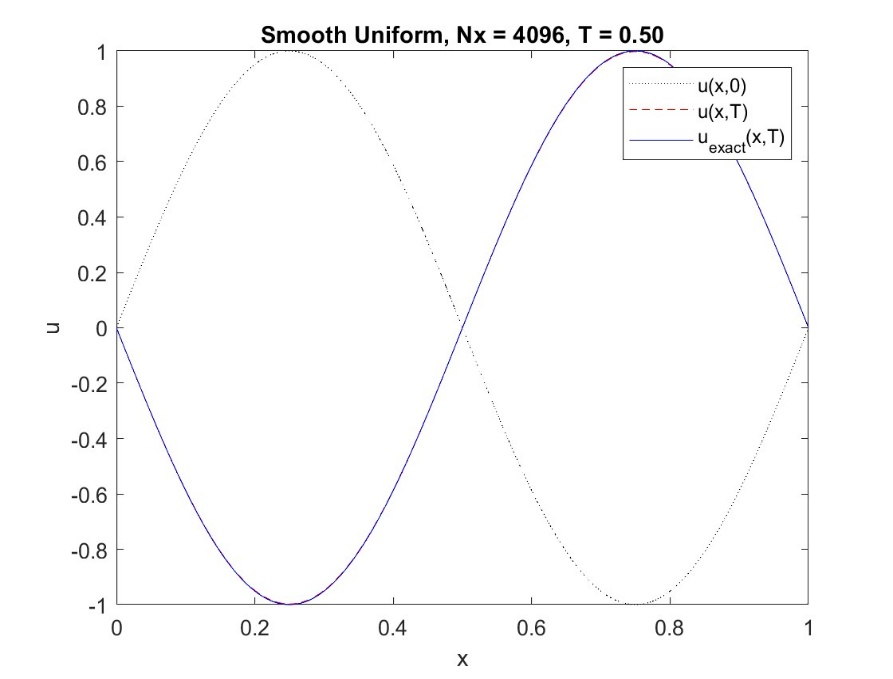 Smooth Uniform, Nx = 4096, T = 0.50
u(x,0)
u(x,T)
u_exact(x,T)
1
0.8
0.6
0.4
0.2
0
-0.2
-0.4
-0.6
-0.8
-1
u
0 0.2 0.4 0.6 0.8 1
x